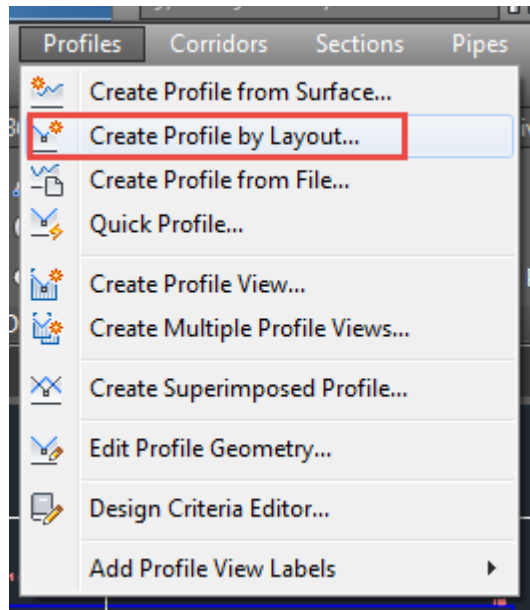 Profiles Corridors Sections Pipes
Create Profile from Surface...
Create Profile by Layout...
Create Profile from File...
Quick Profile...
Create Profile View...
Create Multiple Profile Views...
Create Superimposed Profile...
Edit Profile Geometry...
Design Criteria Editor...
Add Profile View Labels